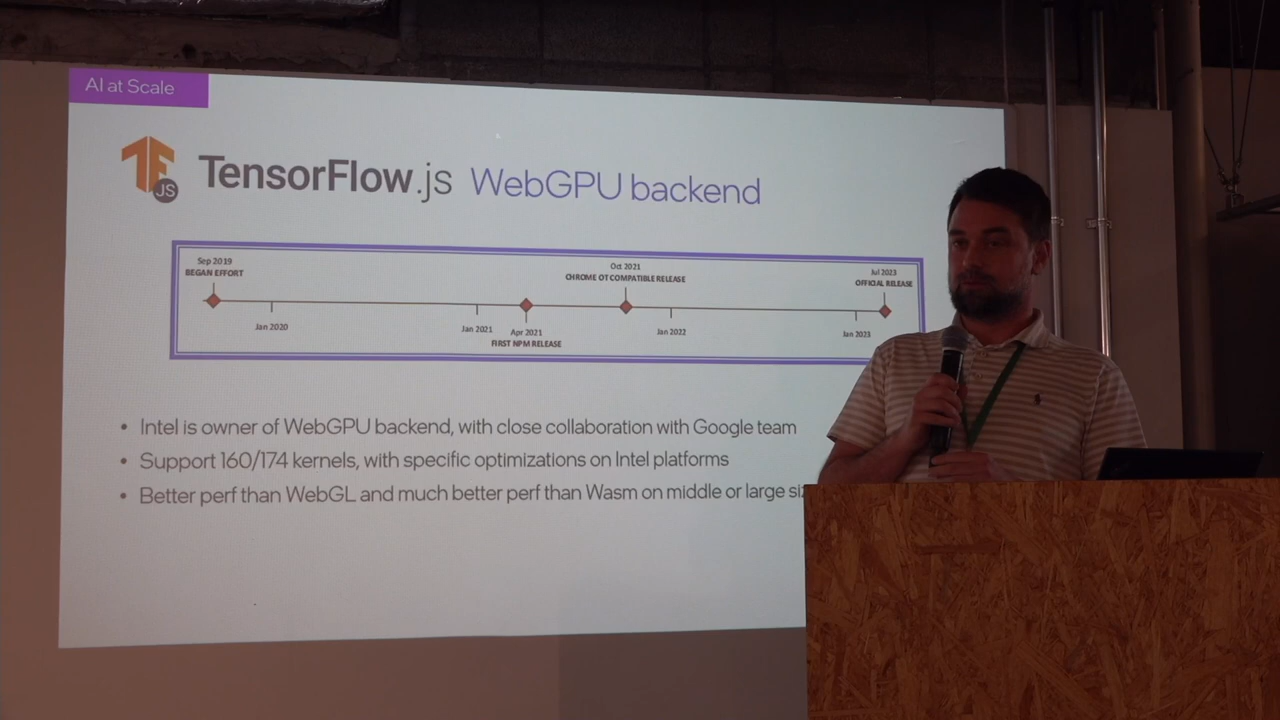 AI at Scale
TF
JS
TensorFlow.js WebGPU backend
Sep 2019
BEGAN EFFORT
Oct 2021
CHROME OT COMPATIBLE RELEASE
Jul 2023
OFFICIAL RELEASE
Jan 2020
Jan 2021
Apr 2021
FIRST NPM RELEASE
Jan 2022
Jan 2023
• Intel is owner of WebGPU backend, with close collaboration with Google team
• Support 160/174 kernels, with specific optimizations on Intel platforms
• Better perf than WebGL and much better perf than Wasm on middle or large